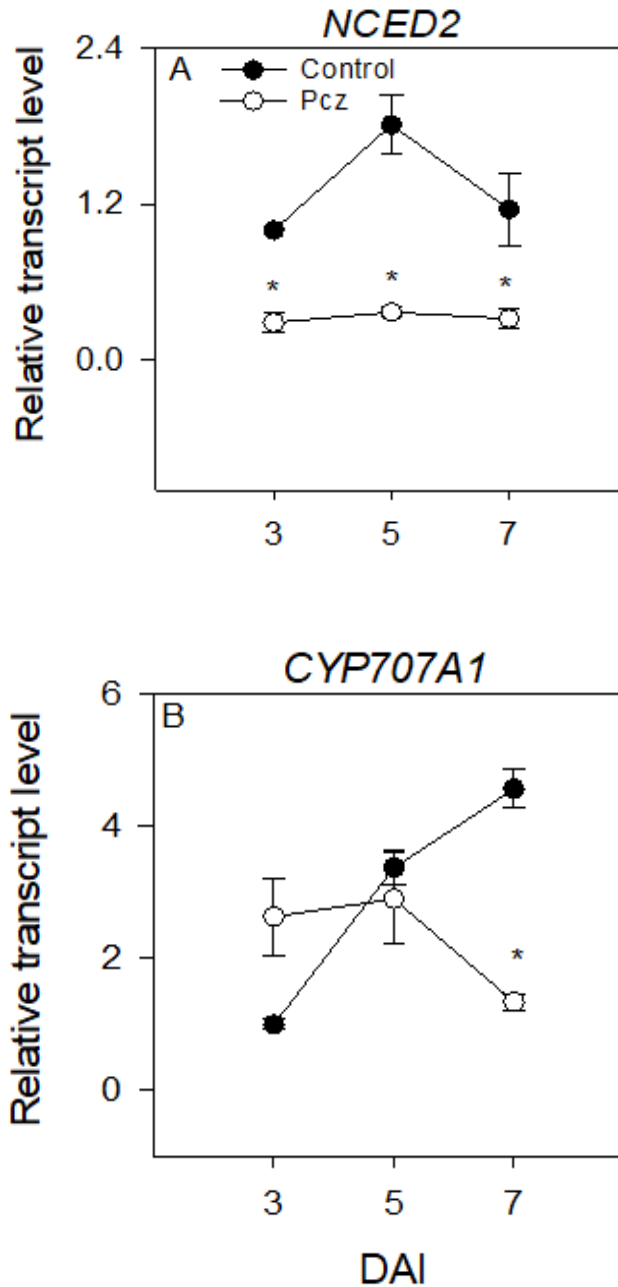 NCED2
A
Control
Pcz
Relative transcript level
2.4
1.2
0.0
*
*
*
3
5
7
CYP707A1
B
Relative transcript level
6
4
2
0
*
3
5
7
DAI